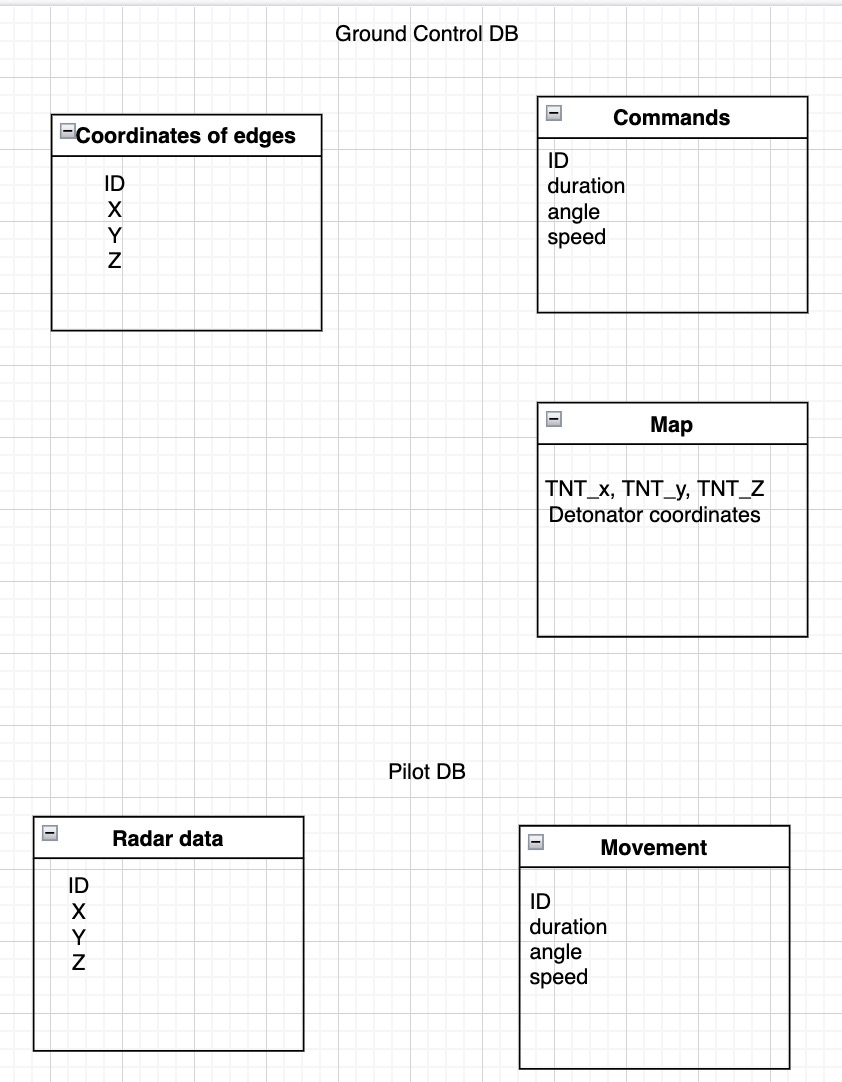 Ground Control DB
Coordinates of edges
ID
X
Y
Z
Commands
ID
duration
angle
speed
Map
TNT_x, TNT_y, TNT_Z
Detonator coordinates
Pilot DB
Radar data
ID
X
Y
Z
Movement
ID
duration
angle
speed